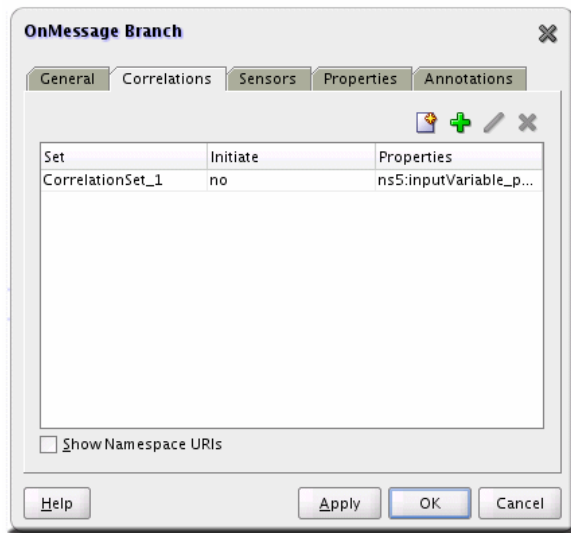 OnMessage Branch
General Correlations Sensors Properties Annotations
Set Initiate Properties
CorrelationSet_1 no ns5:inputVariable_p...
Show Namespace URIs
Help Apply OK Cancel